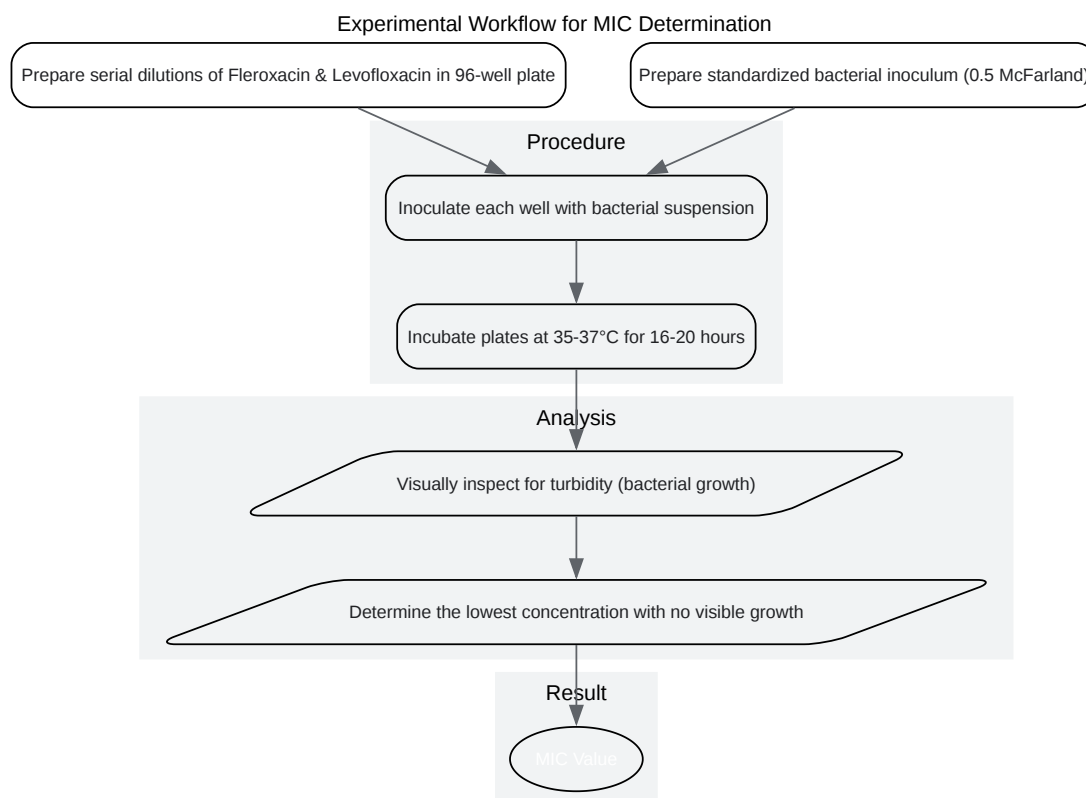 Experimental Workflow for MIC Determination
Prepare serial dilutions of Fleroxacin & Levofloxacin in 96-well plate
Prepare standardized bacterial inoculum (0.5 McFarland)
Procedure
Inoculate each well with bacterial suspension
Incubate plates at 35-37°C for 16-20 hours
Analysis
Visually inspect for turbidity (bacterial growth)
Determine the lowest concentration with no visible growth
Result
MIC Value